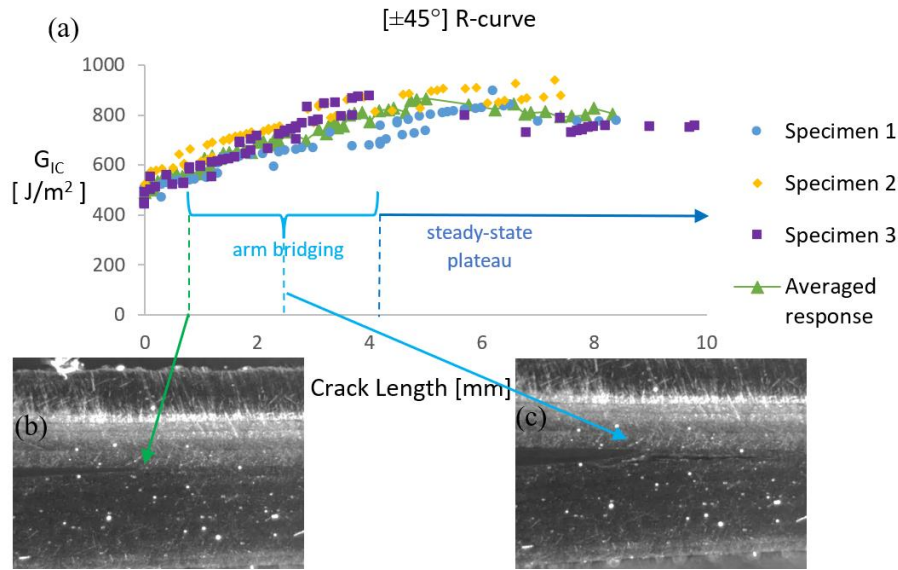 [±45°] R-curve
(a)
1000
800
600
400
200
0
G_IC
[ J/m² ]
arm bridging
steady-state
plateau
Specimen 1
Specimen 2
Specimen 3
Averaged
response
0 2 4 6 8 10
Crack Length [mm]
(b)
(c)